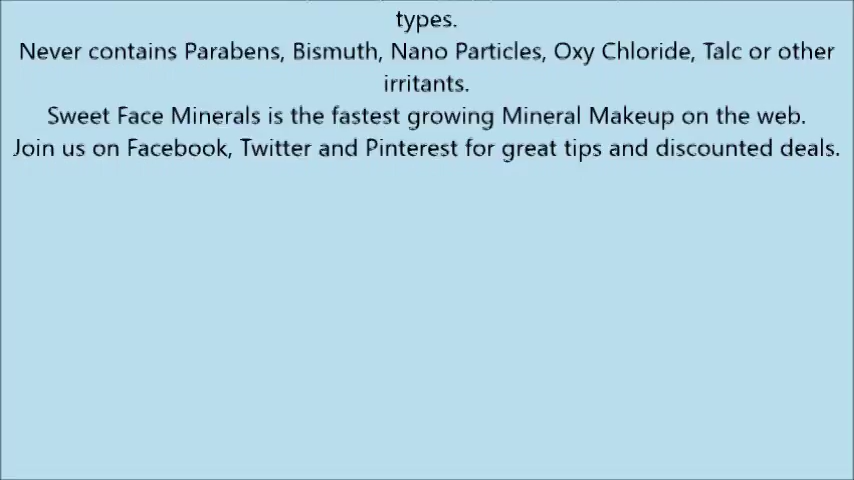 types.
Never contains Parabens, Bismuth, Nano Particles, Oxy Chloride, Talc or other
irritants.
Sweet Face Minerals is the fastest growing Mineral Makeup on the web.
Join us on Facebook, Twitter and Pinterest for great tips and discounted deals.